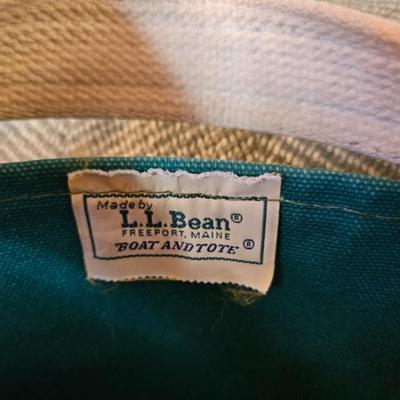 Made by
L.L.Bean®
FREEPORT, MAINE
BOAT AND TOTE®